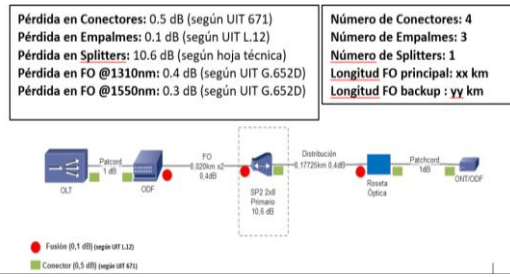 Pérdida en Conectores: 0.5 dB (según UIT 671)
Pérdida en Empalmes: 0.1 dB (según UIT L.12)
Pérdida en Splitters: 10.6 dB (según hoja técnica)
Pérdida en FO @1310nm: 0.4 dB (según UIT G.652D)
Pérdida en FO @1550nm: 0.3 dB (según UIT G.652D)
Número de Conectores: 4
Número de Empalmes: 3
Número de Splitters: 1
Longitud FO principal: xx km
Longitud FO backup : yy km
OLT
Patcord
1 dB
ODF
FO
0,020km x2
0,4dB
SP2 2x8
Primario
10,6 dB
Distribución
0,17725km 0,4dB
Roseta
Óptica
Patchcord
1dB
ONT/ODF
Fusión (0,1 dB) (según UIT L.12)
Conector (0,5 dB) (según UIT 671)